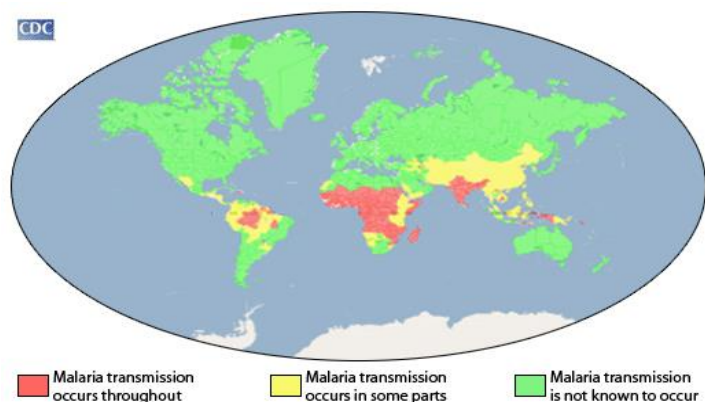 CDC
Malaria transmission
occurs throughout
Malaria transmission
occurs in some parts
Malaria transmission
is not known to occur